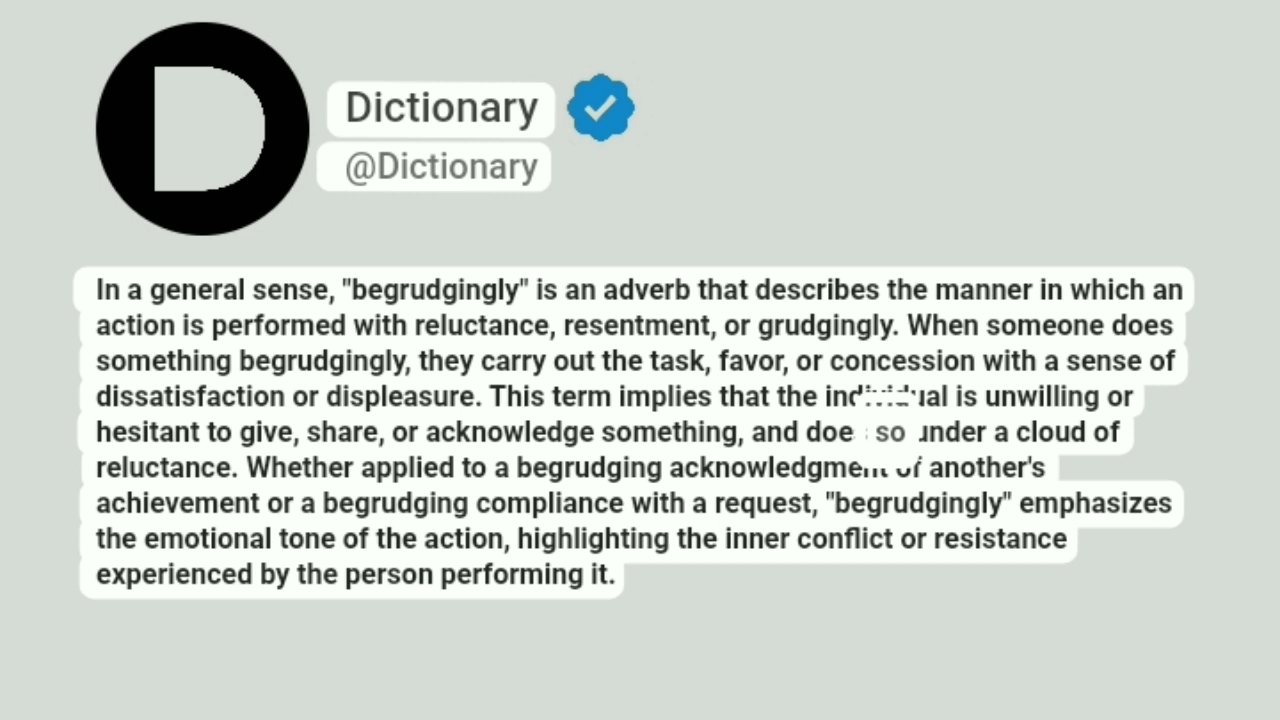 Dictionary
@Dictionary
In a general sense, "begrudgingly" is an adverb that describes the manner in which an
action is performed with reluctance, resentment, or grudgingly. When someone does
something begrudgingly, they carry out the task, favor, or concession with a sense of
dissatisfaction or displeasure. This term implies that the individual is unwilling or
hesitant to give, share, or acknowledge something, and does so under a cloud of
reluctance. Whether applied to a begrudging acknowledgment of another's
achievement or a begrudging compliance with a request, "begrudgingly" emphasizes
the emotional tone of the action, highlighting the inner conflict or resistance
experienced by the person performing it.